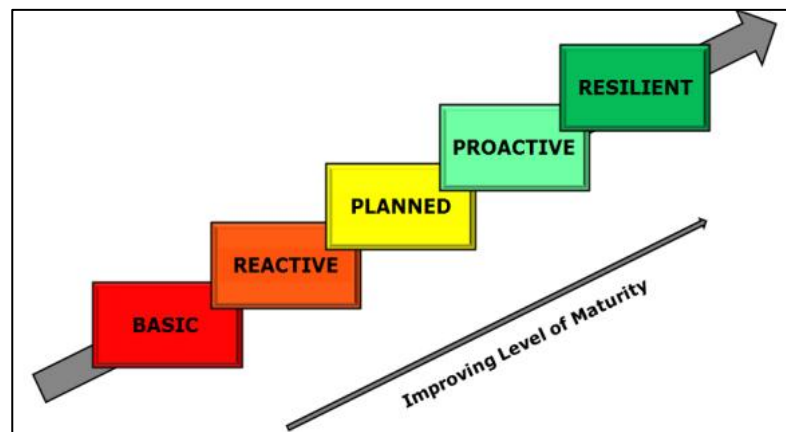 RESILIENT
PROACTIVE
PLANNED
REACTIVE
BASIC
Improving Level of Maturity